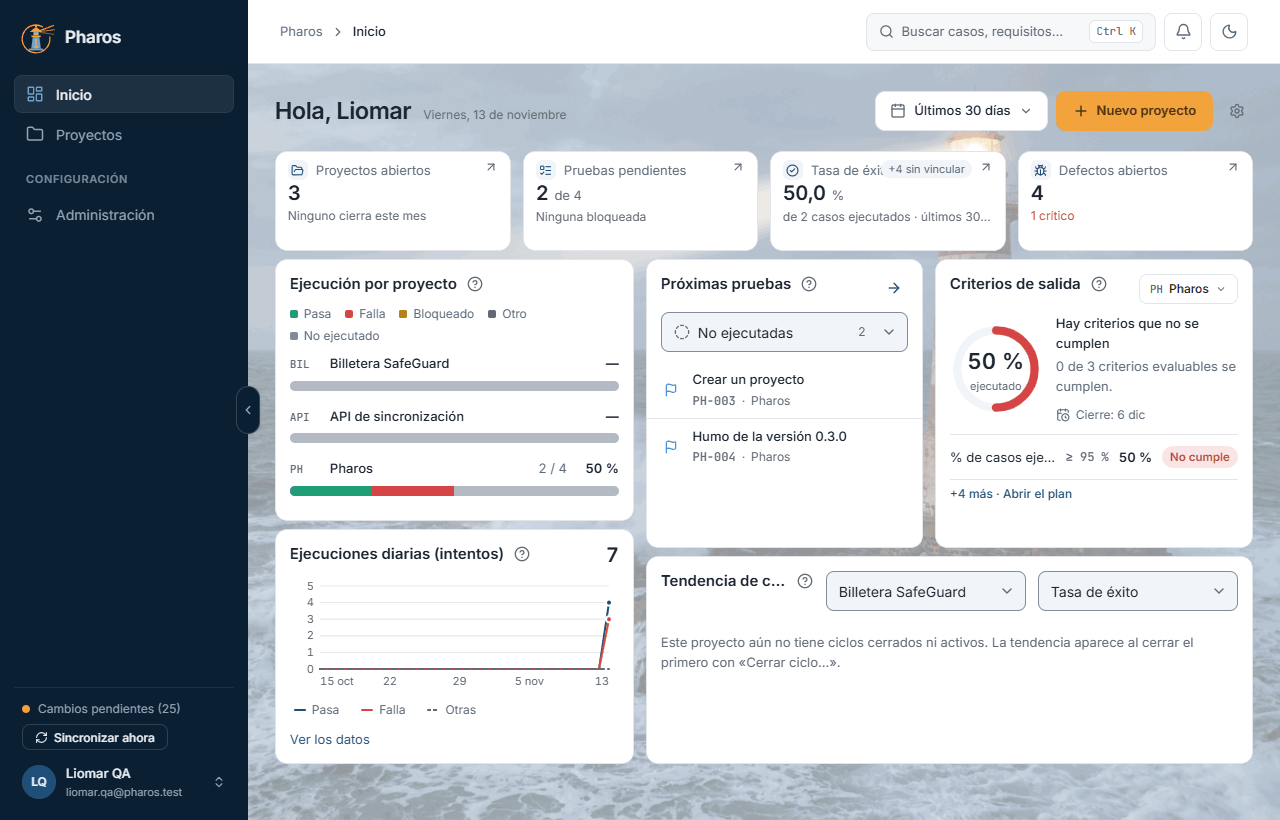 Pharos
Inicio
Proyectos
CONFIGURACIÓN
Administración
Cambios pendientes (25)
Sincronizar ahora
LQ
Liomar QA
liomar.qa@pharos.test
Pharos > Inicio
Buscar casos, requisitos... Ctrl K
Hola, Liomar Viernes, 13 de noviembre
Últimos 30 días
+ Nuevo proyecto
Proyectos abiertos
3
Ninguno cierra este mes
Pruebas pendientes
2 de 4
Ninguna bloqueada
Tasa de éxi +4 sin vincular
50,0 %
de 2 casos ejecutados · últimos 30...
Defectos abiertos
4
1 crítico
Ejecución por proyecto
Pasa Falla Bloqueado Otro
No ejecutado
BIL Billetera SafeGuard —
API API de sincronización —
PH Pharos 2 / 4 50 %
Próximas pruebas
No ejecutadas 2
Crear un proyecto
PH-003 · Pharos
Humo de la versión 0.3.0
PH-004 · Pharos
Criterios de salida
PH Pharos
50 %
ejecutado
Hay criterios que no se
cumplen
0 de 3 criterios evaluables se
cumplen.
Cierre: 6 dic
% de casos eje... ≥ 95 % 50 % No cumple
+4 más · Abrir el plan
Ejecuciones diarias (intentos) 7
5
4
3
2
1
0
15 oct 22 29 5 nov 13
Pasa Falla Otras
Ver los datos
Tendencia de c...
Billetera SafeGuard
Tasa de éxito
Este proyecto aún no tiene ciclos cerrados ni activos. La tendencia aparece al cerrar el
primero con «Cerrar ciclo...».